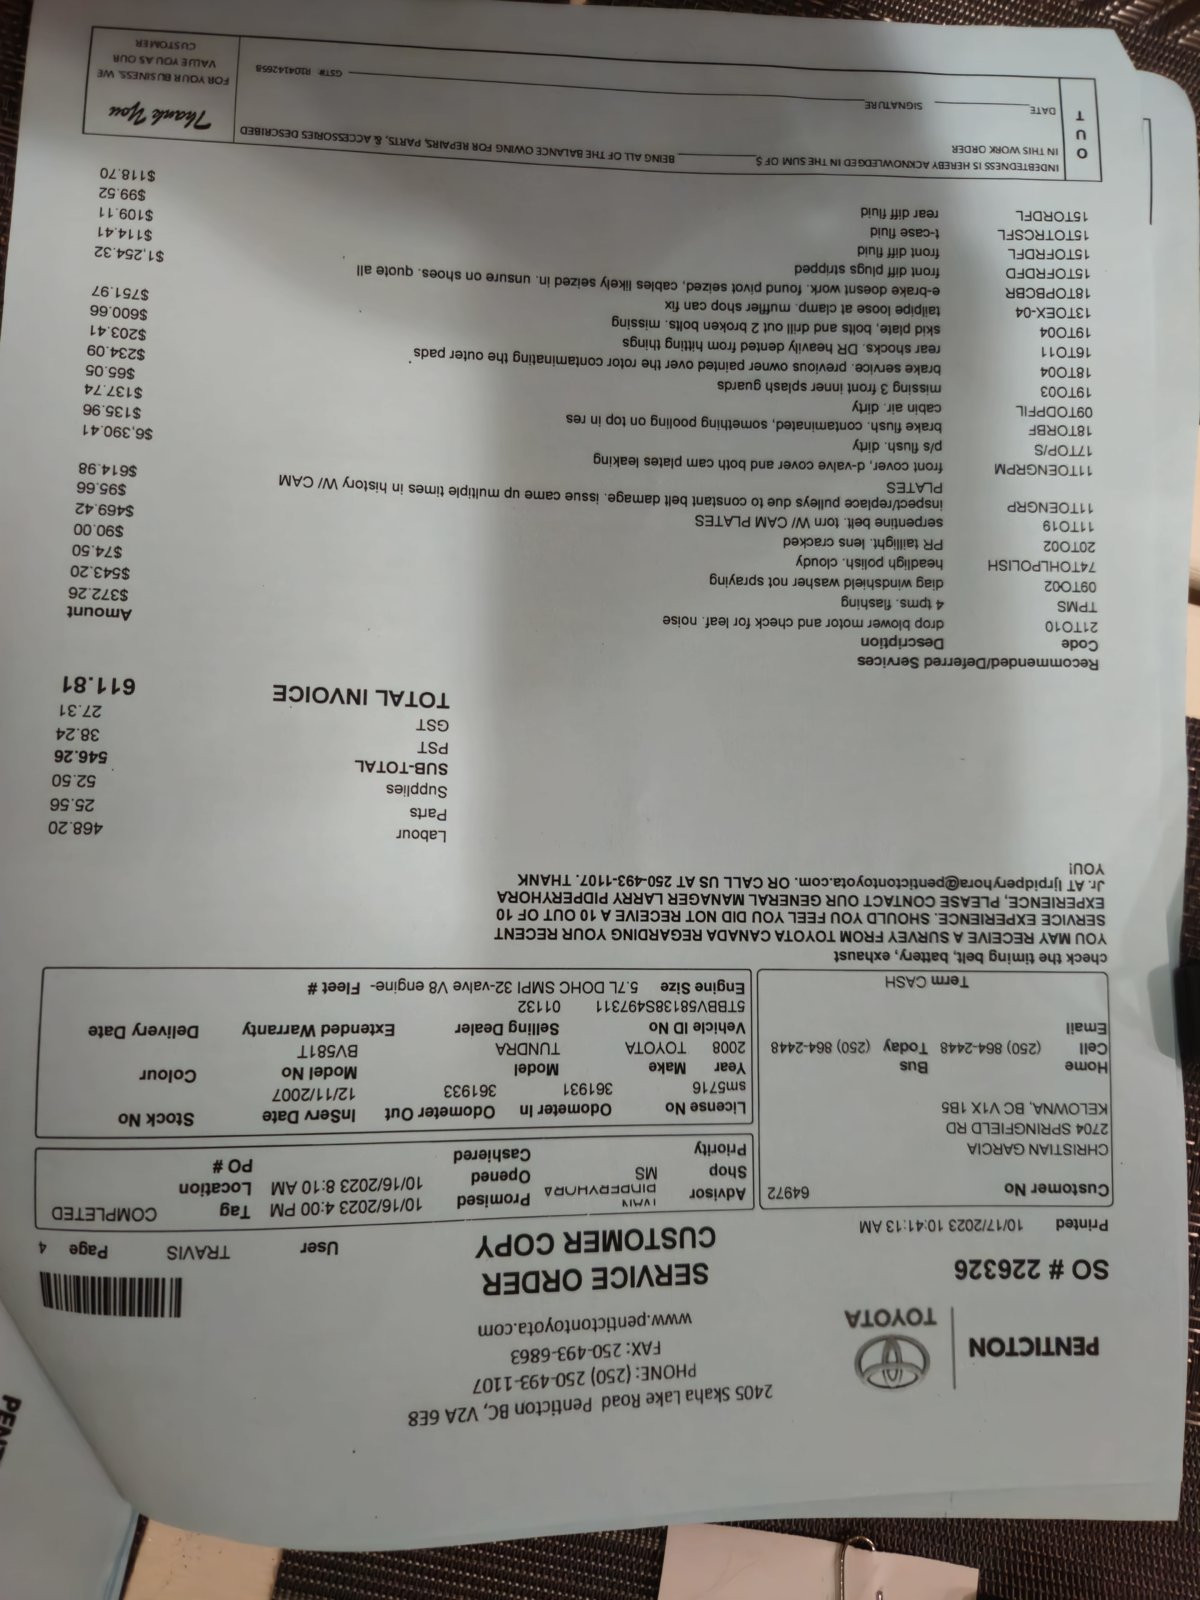 PENTICTON
TOYOTA
2405 Skaha Lake Road Penticton BC, V2A 6E8
PHONE: (250) 250-493-1107
FAX: 250-493-6863
www.pentictontoyota.com
SO # 226326
SERVICE ORDER
CUSTOMER COPY
Printed 10/17/2023 10:41:13 AM
User TRAVIS Page 4
Customer No 64972
CHRISTIAN GARCIA
2704 SPRINGFIELD RD
KELOWNA, BC V1X 1B5
Home Bus
Cell (250) 864-2448 Today (250) 864-2448
Email
Term CASH
Advisor Promised 10/16/2023 4:00 PM Tag COMPLETED
Shop MS Opened 10/16/2023 8:10 AM Location
Priority Cashiered PO #
License No Odometer In Odometer Out InServ Date Stock No
sm5716 361931 361933 12/11/2007
Year Make Model Model No Colour
2008 TOYOTA TUNDRA BV581T
Vehicle ID No Selling Dealer Extended Warranty Delivery Date
5TBBV58138S497311 01132
Engine Size 5.7L DOHC SMPI 32-valve V8 engine- Fleet #
check the timing belt, battery, exhaust
YOU MAY RECEIVE A SURVEY FROM TOYOTA CANADA REGARDING YOUR RECENT
SERVICE EXPERIENCE. SHOULD YOU FEEL YOU DID NOT RECEIVE A 10 OUT OF 10
EXPERIENCE, PLEASE CONTACT OUR GENERAL MANAGER LARRY PIDPERYHORA
Jr. AT ljrpidperyhora@pentictontoyota.com. OR CALL US AT 250-493-1107. THANK
YOU!
Labour 468.20
Parts 25.56
Supplies 52.50
SUB-TOTAL 546.26
PST 38.24
GST 27.31
TOTAL INVOICE 611.81
Recommended/Deferred Services
Code Description Amount
21TO10 drop blower motor and check for leaf. noise $372.26
TPMS 4 tpms. flashing $543.20
09TO02 diag windshield washer not spraying $74.50
74TOHLPOLISH headligh polish. cloudy $90.00
20TO02 PR taillight. lens cracked $469.42
11TO19 serpentine belt. torn W/ CAM PLATES $95.66
11TOENGRP inspect/replace pulleys due to constant belt damage. issue came up multiple times in history W/ CAM $614.98
PLATES
11TOENGRPM front cover, d-valve cover and both cam plates leaking $6,390.41
17TOP/S p/s flush. dirty $135.96
18TORBF brake flush. contaminated, something pooling on top in res $137.74
09TOPDFIL cabin air. dirty $65.05
19TO03 missing 3 front inner splash guards $234.09
18TO04 brake service. previous owner painted over the rotor contaminating the outer pads $203.41
16TO11 rear shocks. DR heavily dented from hitting things $600.66
19TO04 skid plate, bolts and drill out 2 broken bolts. missing $751.97
13TOEX-04 tailpipe loose at clamp. muffler shop can fix
18TOPBCBR e-brake doesnt work. found pivot seized, cables likely seized in. unsure on shoes. quote all $1,254.32
15TOFRDFD front diff plugs stripped $114.41
15TOFRDFL front diff fluid $109.11
15TOTRCSFL t-case fluid $99.52
15TORDFL rear diff fluid $118.70
OUT
INDEBTEDNESS IS HEREBY ACKNOWLEDGED IN THE SUM OF $ BEING ALL OF THE BALANCE OWING FOR REPAIRS, PARTS, & ACCESSORIES DESCRIBED
IN THIS WORK ORDER
DATE SIGNATURE GST# R104142658
Thank You
FOR YOUR BUSINESS, WE
VALUE YOU AS OUR
CUSTOMER